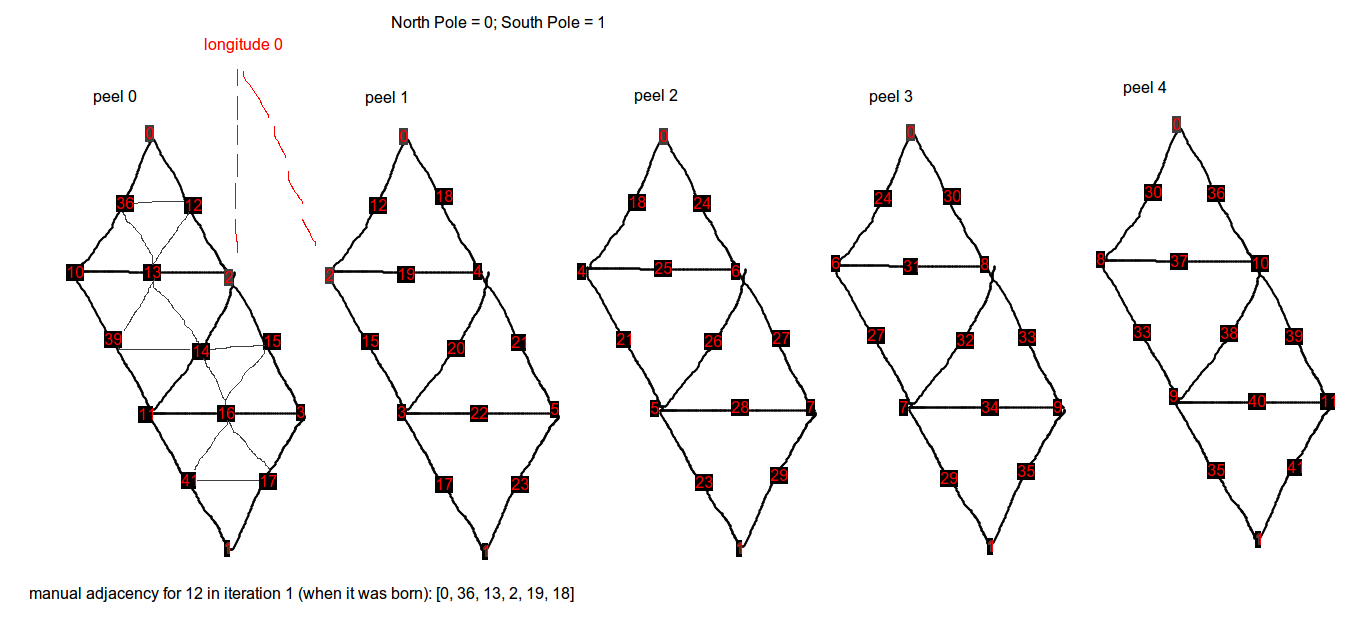 North Pole = 0; South Pole = 1
longitude 0
peel 0
peel 1
peel 2
peel 3
peel 4
0 0 0 0 0
36 12 12 18 18 24 24 30 30 36
10 13 2 2 19 4 4 25 6 6 31 8 8 37 10
39 14 15 15 20 21 21 26 27 27 32 33 33 38 39
11 16 3 3 22 5 5 28 7 7 34 9 9 40 11
41 17 17 23 23 29 29 35 35 41
1 1 1 1 1
manual adjacency for 12 in iteration 1 (when it was born): [0, 36, 13, 2, 19, 18]